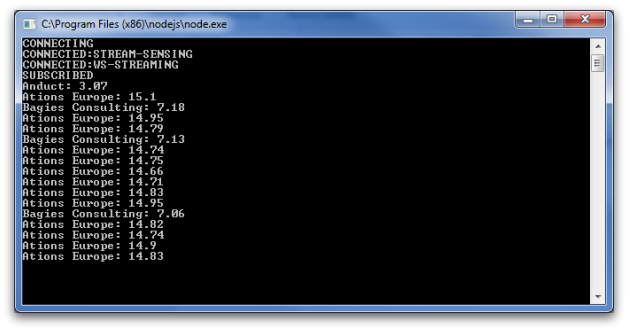 C:\Program Files (x86)\nodejs\node.exe
CONNECTING
CONNECTED:STREAM-SENSING
CONNECTED:WS-STREAMING
SUBSCRIBED
Anduct: 3.07
Ations Europe: 15.1
Bagies Consulting: 7.18
Ations Europe: 14.95
Ations Europe: 14.79
Bagies Consulting: 7.13
Ations Europe: 14.74
Ations Europe: 14.75
Ations Europe: 14.66
Ations Europe: 14.71
Ations Europe: 14.83
Ations Europe: 14.95
Bagies Consulting: 7.06
Ations Europe: 14.82
Ations Europe: 14.74
Ations Europe: 14.9
Ations Europe: 14.83